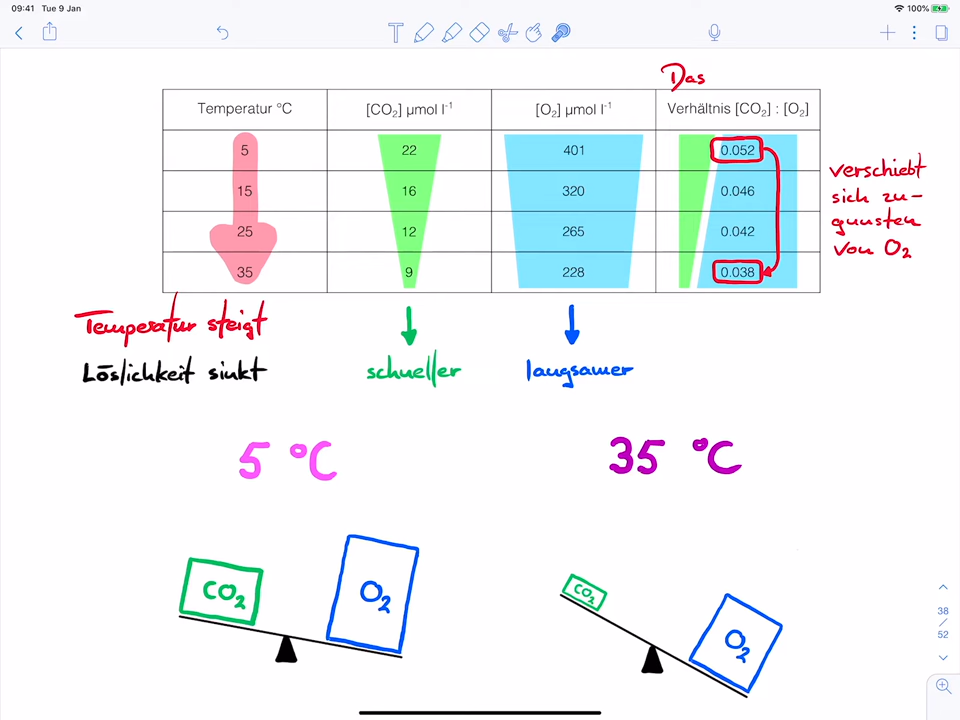 09:41 Tue 9 Jan
100%
Das
Temperatur °C
[CO₂] µmol l⁻¹
[O₂] µmol l⁻¹
Verhältnis [CO₂] : [O₂]
5
22
401
0.052
15
16
320
0.046
25
12
265
0.042
35
9
228
0.038
verschiebt
sich zu-
gunsten
von O₂
Temperatur steigt
Löslichkeit sinkt
schneller
langsamer
5 °C
35 °C
CO₂
O₂
CO₂
O₂
38
/
52